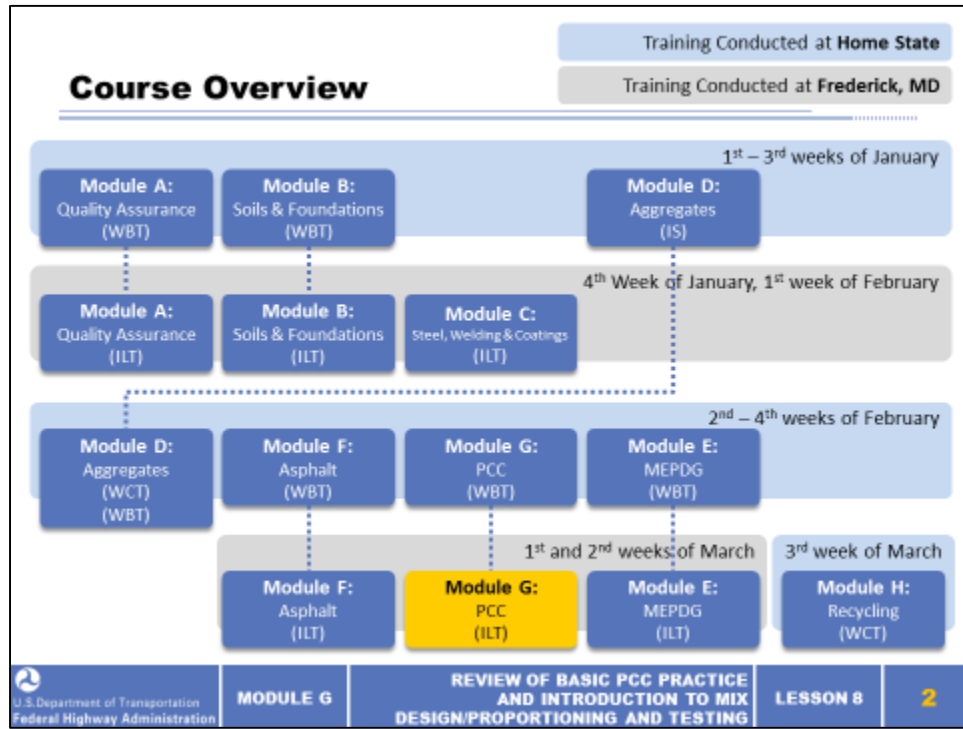 Training Conducted at Home State
Training Conducted at Frederick, MD
Course Overview
1st – 3rd weeks of January
Module A:
Quality Assurance
(WBT)
Module B:
Soils & Foundations
(WBT)
Module D:
Aggregates
(IS)
4th Week of January, 1st week of February
Module A:
Quality Assurance
(ILT)
Module B:
Soils & Foundations
(ILT)
Module C:
Steel, Welding & Coatings
(ILT)
2nd – 4th weeks of February
Module D:
Aggregates
(WCT)
(WBT)
Module F:
Asphalt
(WBT)
Module G:
PCC
(WBT)
Module E:
MEPDG
(WBT)
1st and 2nd weeks of March
3rd week of March
Module F:
Asphalt
(ILT)
Module G:
PCC
(ILT)
Module E:
MEPDG
(ILT)
Module H:
Recycling
(WCT)
U.S.Department of Transportation
Federal Highway Administration
MODULE G
REVIEW OF BASIC PCC PRACTICE
AND INTRODUCTION TO MIX
DESIGN/PROPORTIONING AND TESTING
LESSON 8
2